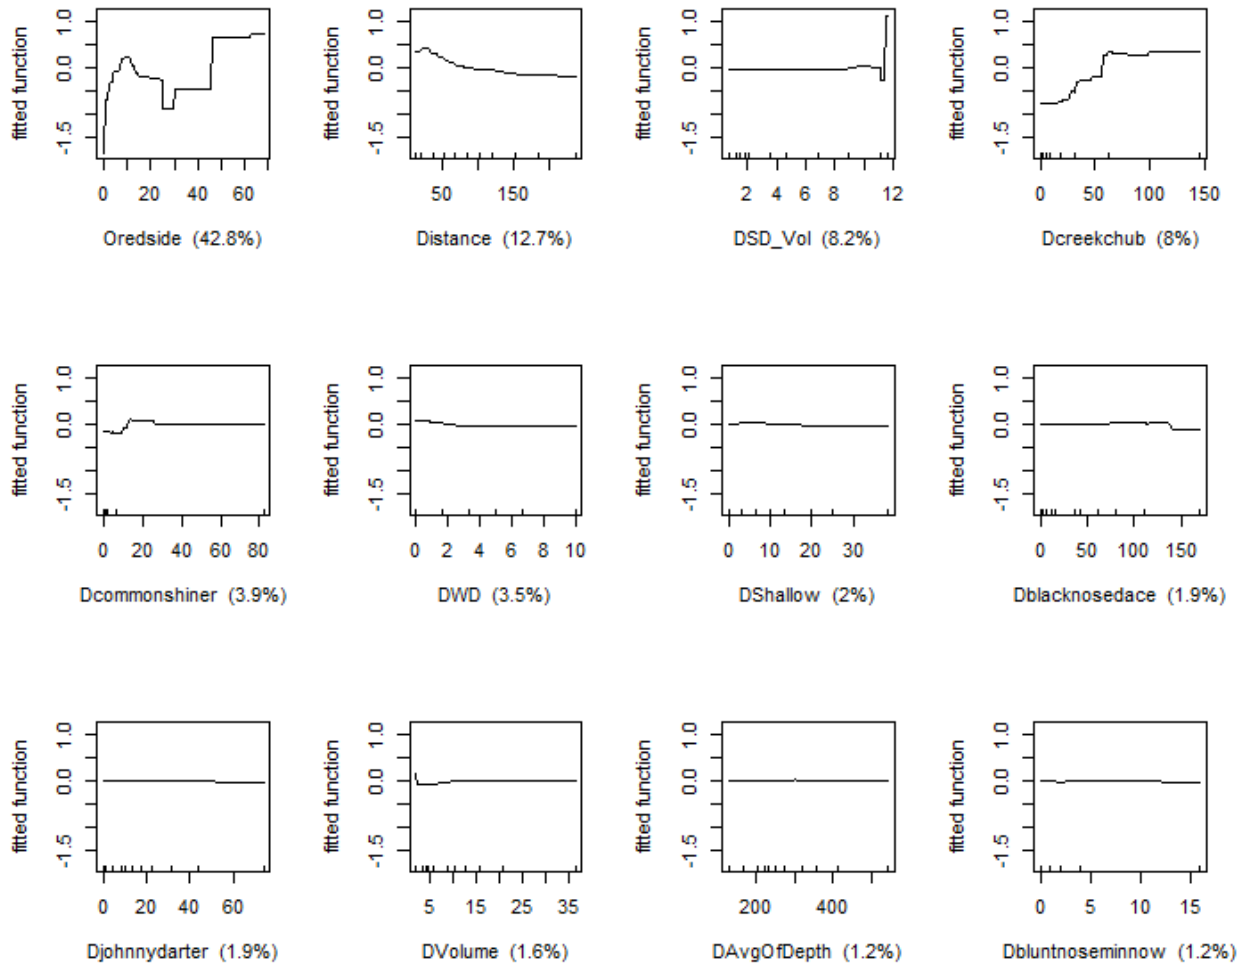 fitted function
1.0
0.0
-1.5
0 20 40 60
Oredside (42.8%)
fitted function
1.0
0.0
-1.5
50 150
Distance (12.7%)
fitted function
1.0
0.0
-1.5
2 4 6 8 12
DSD_Vol (8.2%)
fitted function
1.0
0.0
-1.5
0 50 100 150
Dcreekchub (8%)
fitted function
1.0
0.0
-1.5
0 20 40 60 80
Dcommonshiner (3.9%)
fitted function
1.0
0.0
-1.5
0 2 4 6 8 10
DWD (3.5%)
fitted function
1.0
0.0
-1.5
0 10 20 30
DShallow (2%)
fitted function
1.0
0.0
-1.5
0 50 100 150
Dblacknosedace (1.9%)
fitted function
1.0
0.0
-1.5
0 20 40 60
Djohnnydarter (1.9%)
fitted function
1.0
0.0
-1.5
5 15 25 35
DVolume (1.6%)
fitted function
1.0
0.0
-1.5
200 400
DAvgOfDepth (1.2%)
fitted function
1.0
0.0
-1.5
0 5 10 15
Dbluntnoseminnow (1.2%)